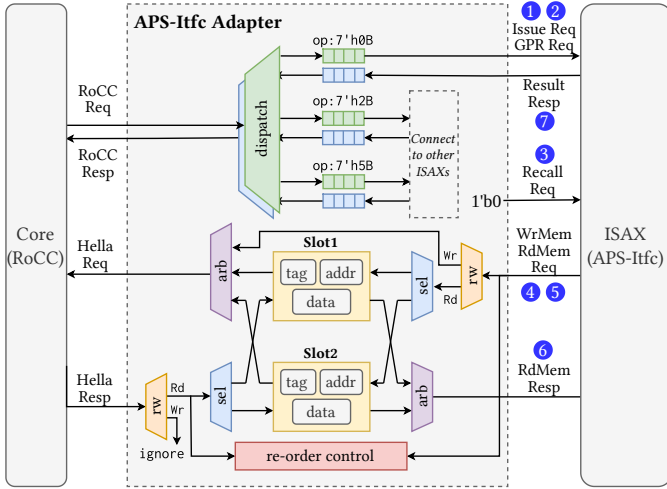 APS-Itfc Adapter
1 2
Issue Req
GPR Req
op:7'h0B
RoCC
Req
dispatch
Result
Resp
7
op:7'h2B
Connect
to other
ISAXs
RoCC
Resp
op:7'h5B
3
Recall
Req
1'b0
Core
(RoCC)
ISAX
(APS-Itfc)
Hella
Req
arb
Slot1
tag
addr
data
sel
Wr
Rd
rw
WrMem
RdMem
Req
4 5
Slot2
tag
addr
data
sel
arb
6
RdMem
Resp
Hella
Resp
rw
Rd
Wr
ignore
re-order control